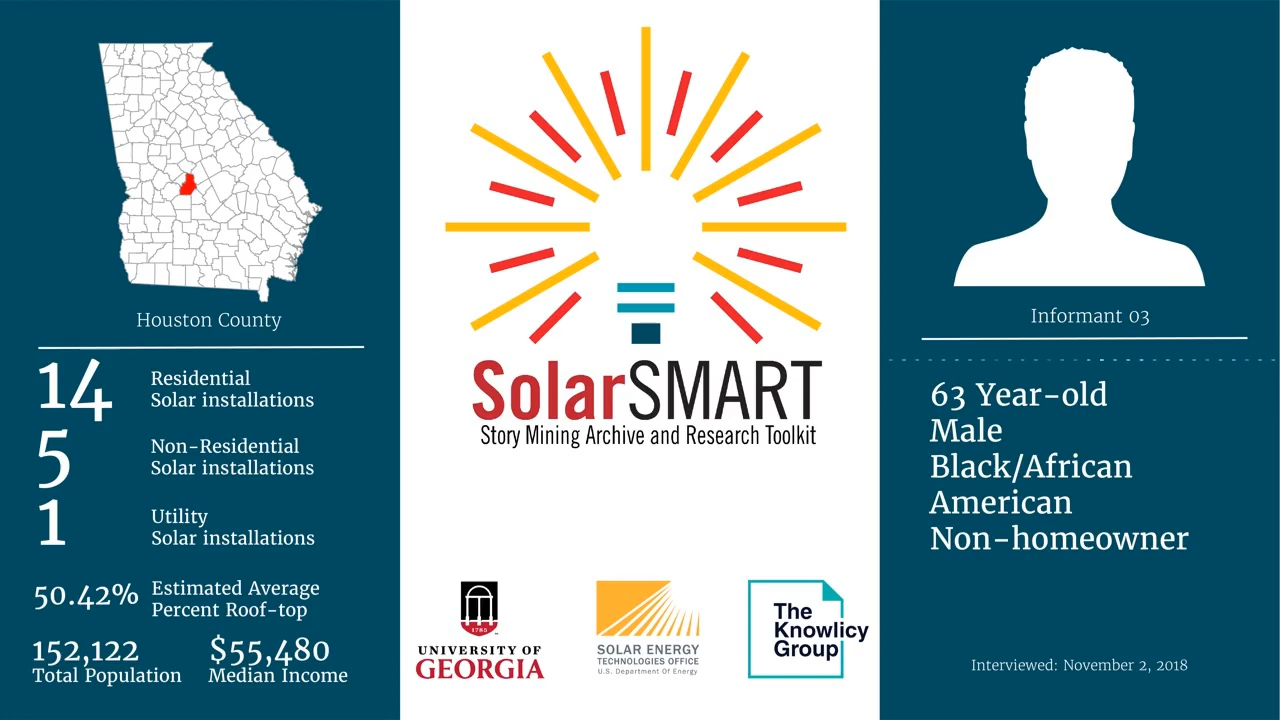 Houston County
14
Residential
Solar installations
5
Non-Residential
Solar installations
1
Utility
Solar installations
50.42%
Estimated Average
Percent Roof-top
152,122
Total Population
$55,480
Median Income
SolarSMART
Story Mining Archive and Research Toolkit
1785
UNIVERSITY OF
GEORGIA
SOLAR ENERGY
TECHNOLOGIES OFFICE
U.S. Department Of Energy
The
Knowlicy
Group
Informant 03
63 Year-old
Male
Black/African
American
Non-homeowner
Interviewed: November 2, 2018